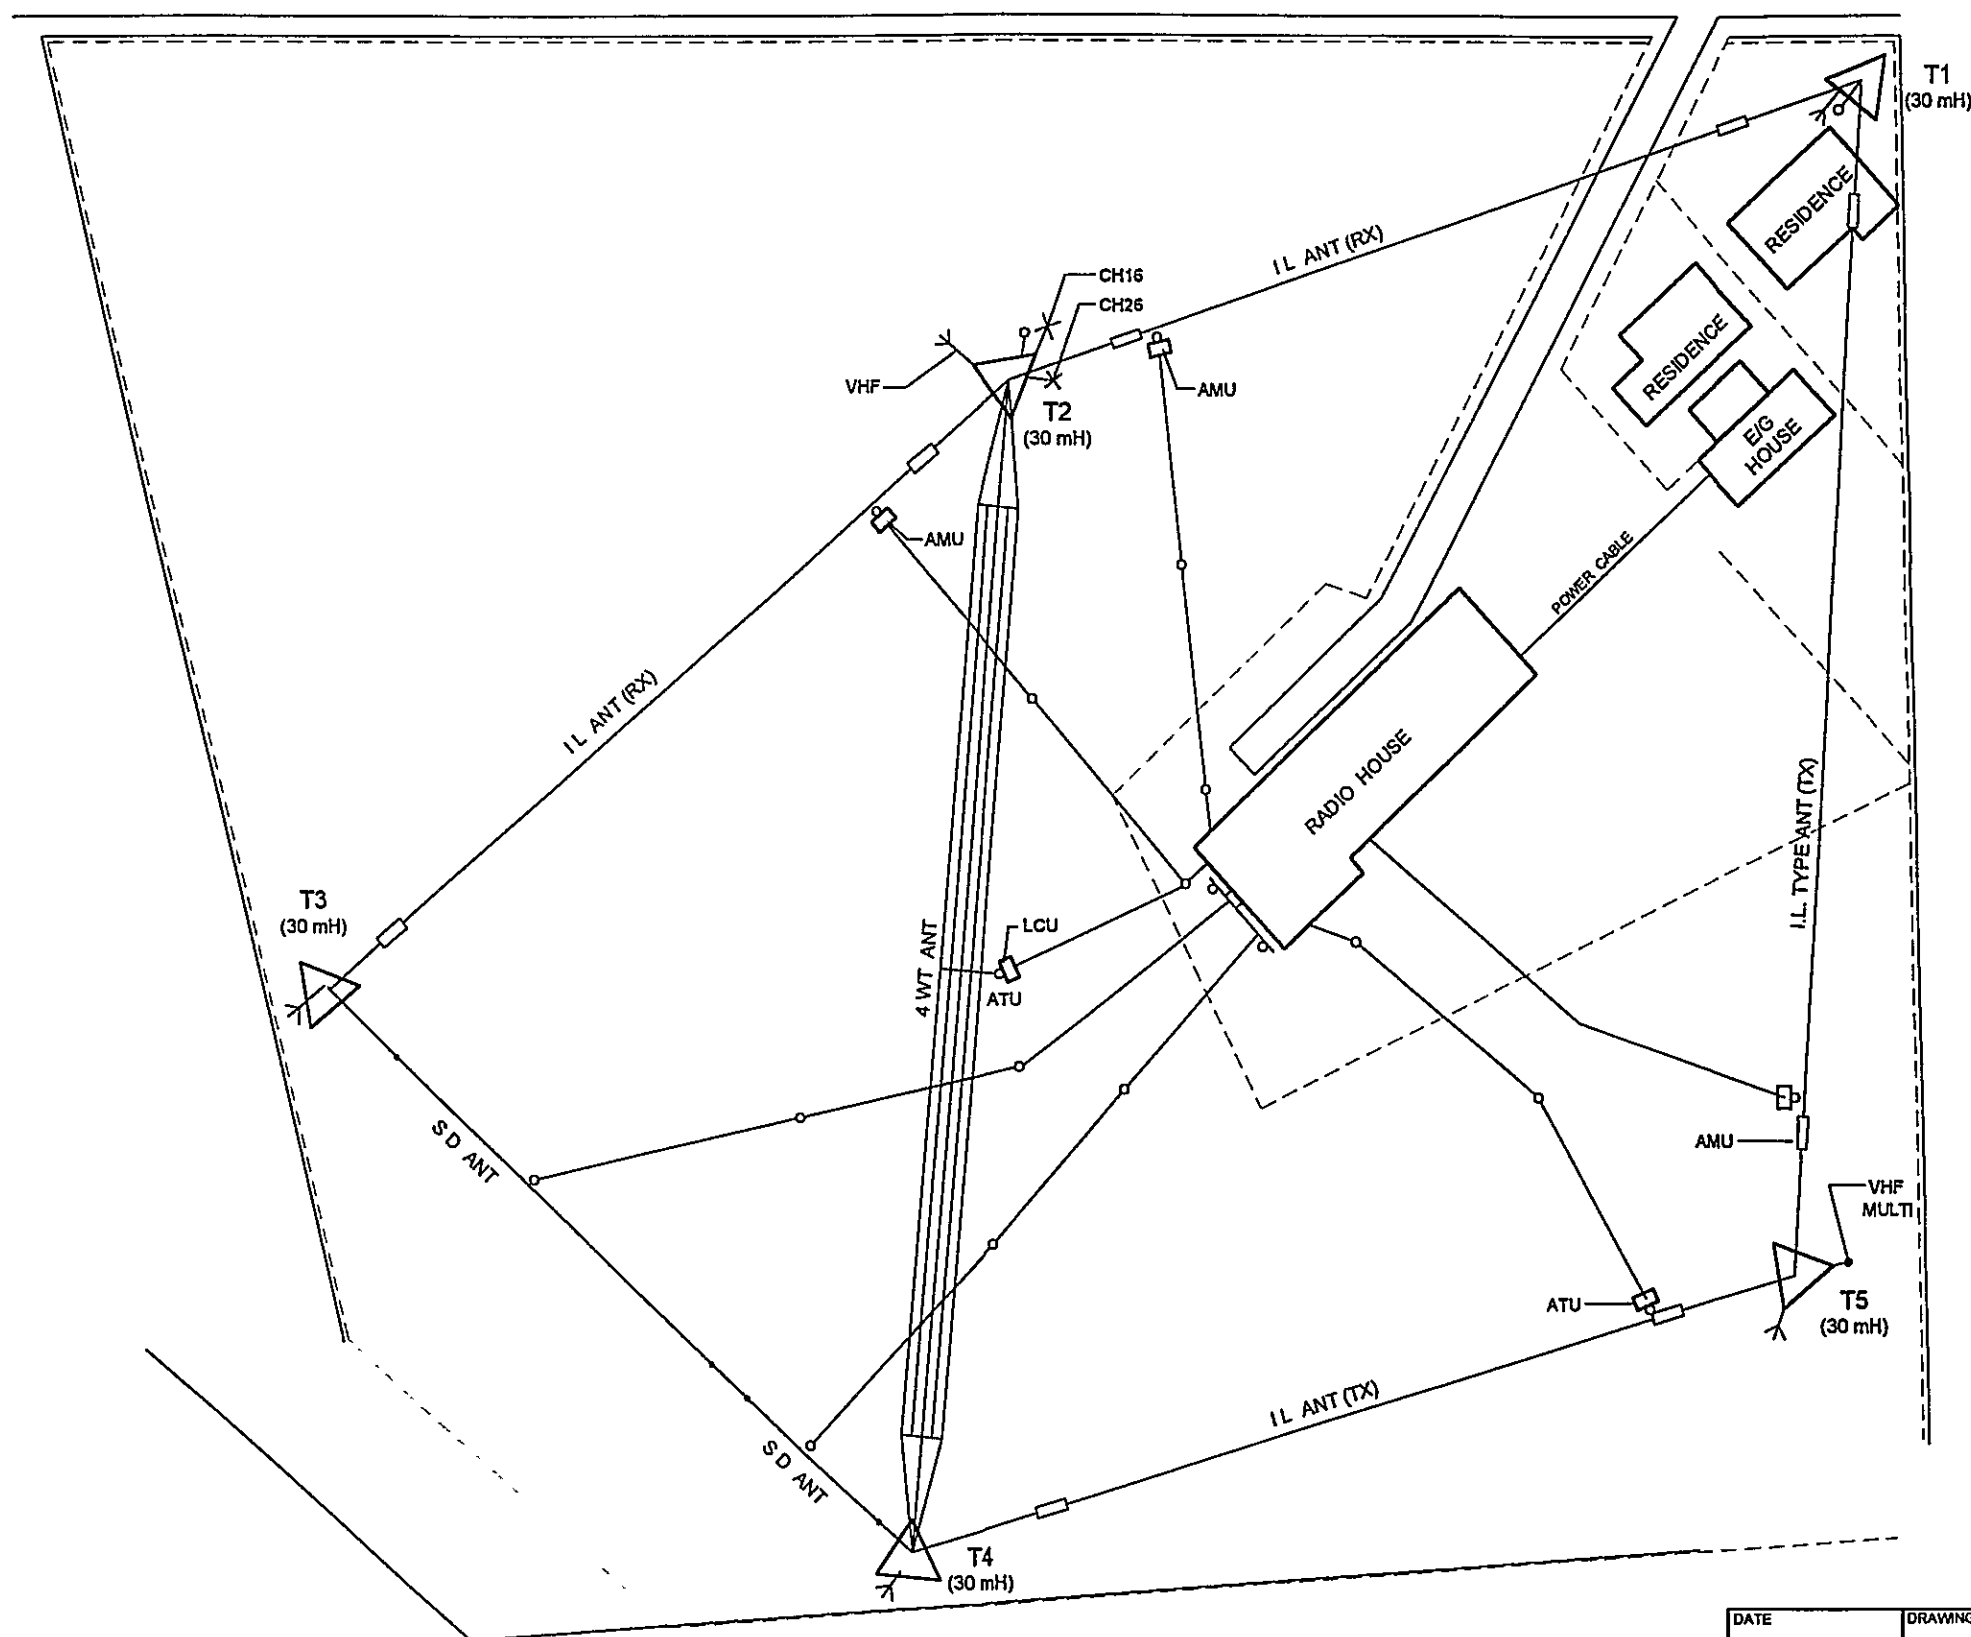 T1
(30 mH)
RESIDENCE
I L ANT (RX)
CH16
CH26
VHF
AMU
T2
(30 mH)
RESIDENCE
E/G
HOUSE
AMU
POWER CABLE
I L ANT (RX)
RADIO HOUSE
I.L. TYPE ANT (TX)
T3
(30 mH)
4 WT ANT
LCU
ATU
S D ANT
AMU
VHF
MULTI
ATU
T5
(30 mH)
I L ANT (TX)
S D ANT
T4
(30 mH)
DATE
DRAWING